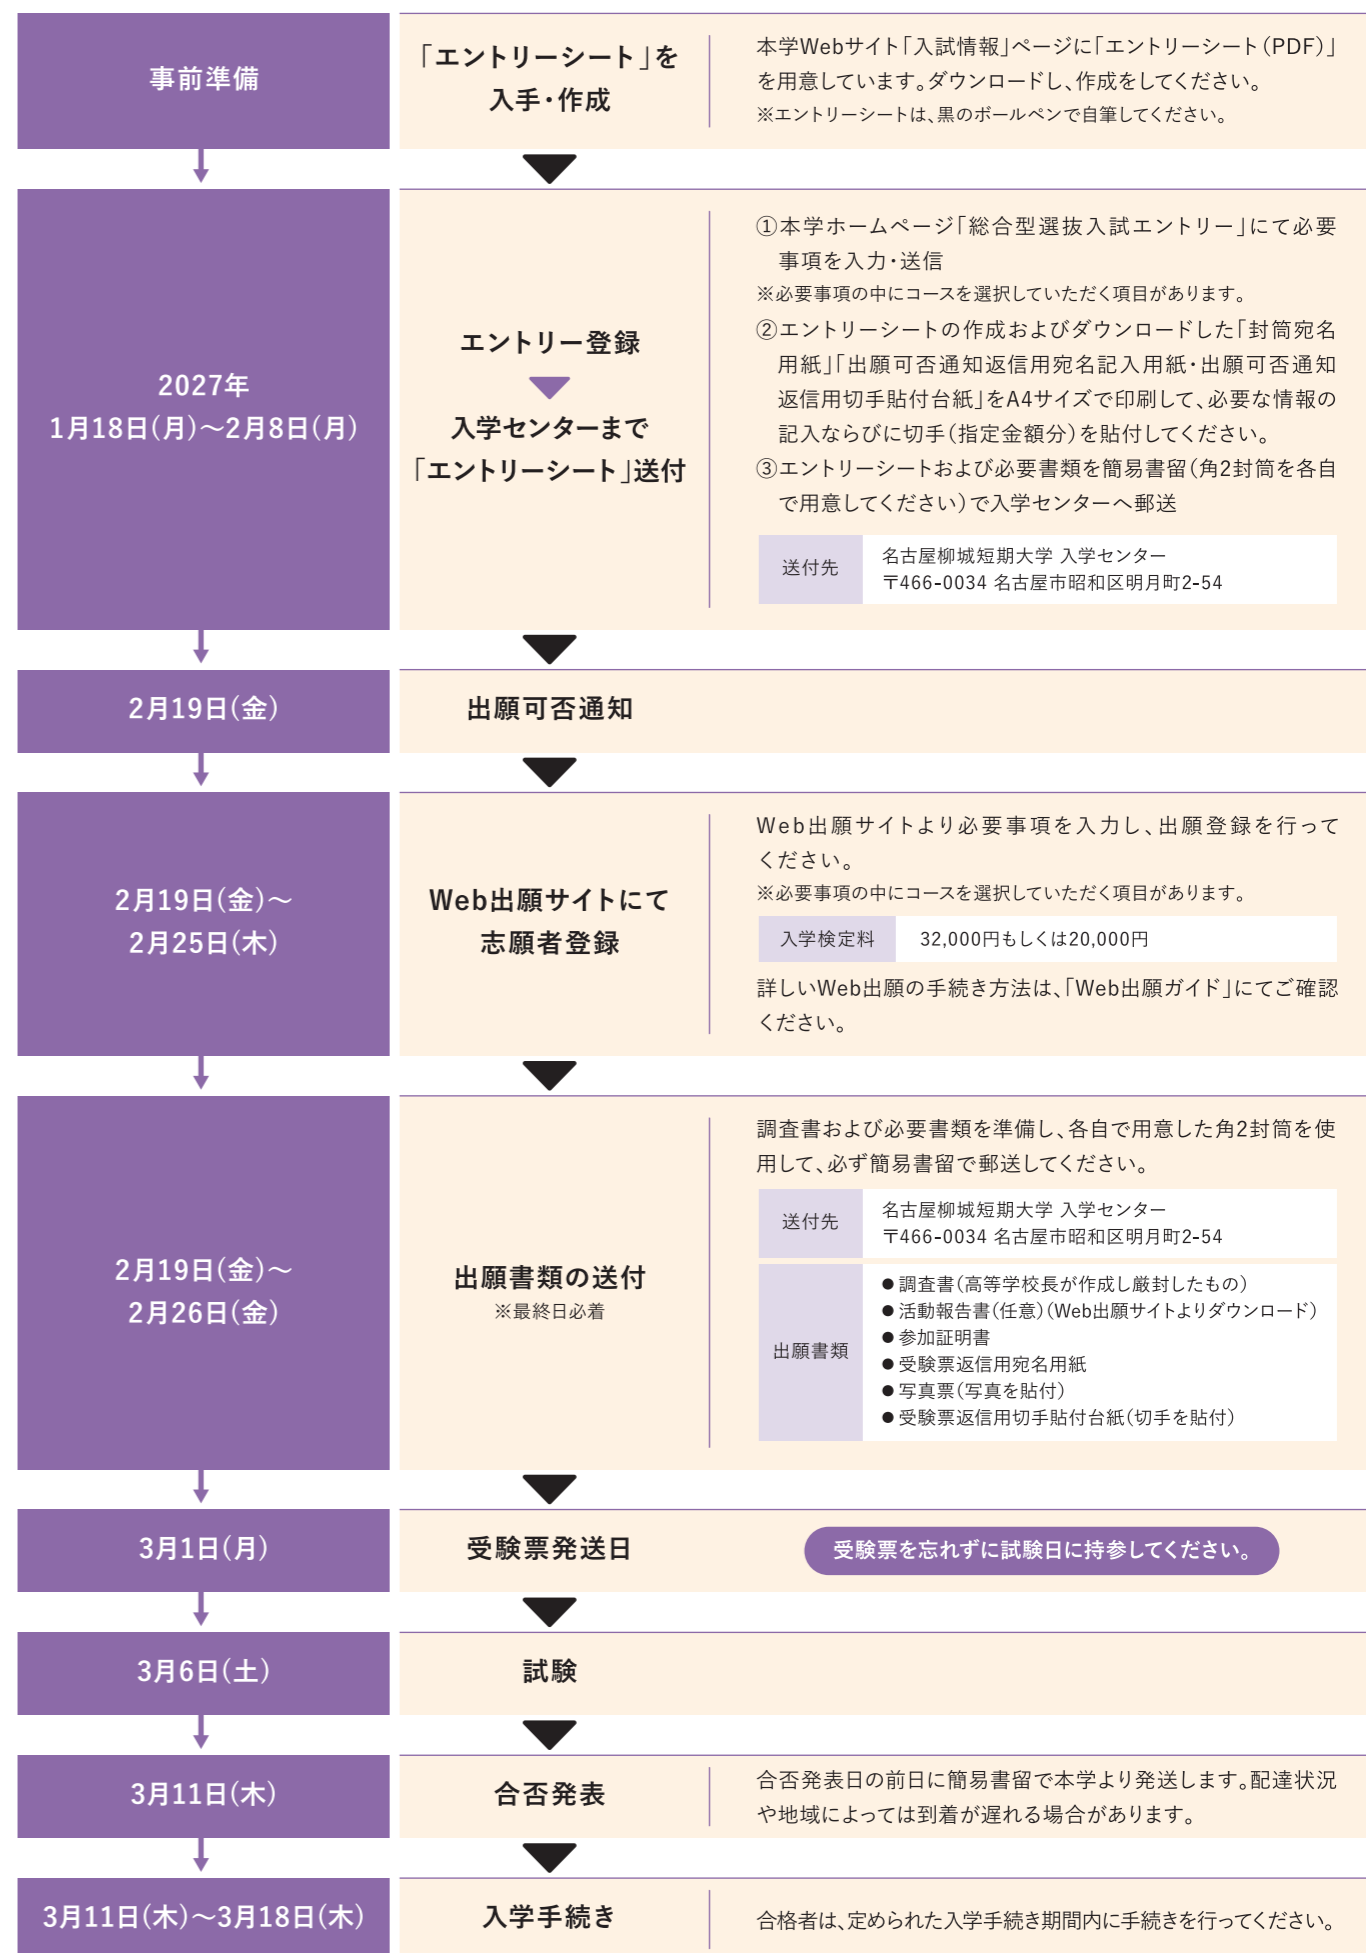 事前準備
「エントリーシート」を
入手・作成
本学Webサイト「入試情報」ページに「エントリーシート(PDF)」
を用意しています。ダウンロードし、作成をしてください。
※エントリーシートは、黒のボールペンで自筆してください。
2027年
1月18日(月)～2月8日(月)
エントリー登録
入学センターまで
「エントリーシート」送付
①本学ホームページ「総合型選抜入試エントリー」にて必要
事項を入力・送信
※必要事項の中にコースを選択していただく項目があります。
②エントリーシートの作成およびダウンロードした「封筒宛名
用紙」「出願可否通知返信用宛名記入用紙・出願可否通知
返信用切手貼付台紙」をA4サイズで印刷して、必要な情報の
記入ならびに切手(指定金額分)を貼付してください。
③エントリーシートおよび必要書類を簡易書留(角2封筒を各自
で用意してください)で入学センターへ郵送
送付先
名古屋柳城短期大学 入学センター
〒466-0034 名古屋市昭和区明月町2-54
2月19日(金)
出願可否通知
2月19日(金)～
2月25日(木)
Web出願サイトにて
志願者登録
Web出願サイトより必要事項を入力し、出願登録を行って
ください。
※必要事項の中にコースを選択していただく項目があります。
入学検定料
32,000円もしくは20,000円
詳しいWeb出願の手続き方法は、「Web出願ガイド」にてご確認
ください。
2月19日(金)～
2月26日(金)
出願書類の送付
※最終日必着
調査書および必要書類を準備し、各自で用意した角2封筒を使
用して、必ず簡易書留で郵送してください。
送付先
名古屋柳城短期大学 入学センター
〒466-0034 名古屋市昭和区明月町2-54
出願書類
●調査書(高等学校長が作成し厳封したもの)
●活動報告書(任意)(Web出願サイトよりダウンロード)
●参加証明書
●受験票返信用宛名用紙
●写真票(写真を貼付)
●受験票返信用切手貼付台紙(切手を貼付)
3月1日(月)
受験票発送日
受験票を忘れずに試験日に持参してください。
3月6日(土)
試験
3月11日(木)
合否発表
合否発表日の前日に簡易書留で本学より発送します。配達状況
や地域によっては到着が遅れる場合があります。
3月11日(木)～3月18日(木)
入学手続き
合格者は、定められた入学手続き期間内に手続きを行ってください。